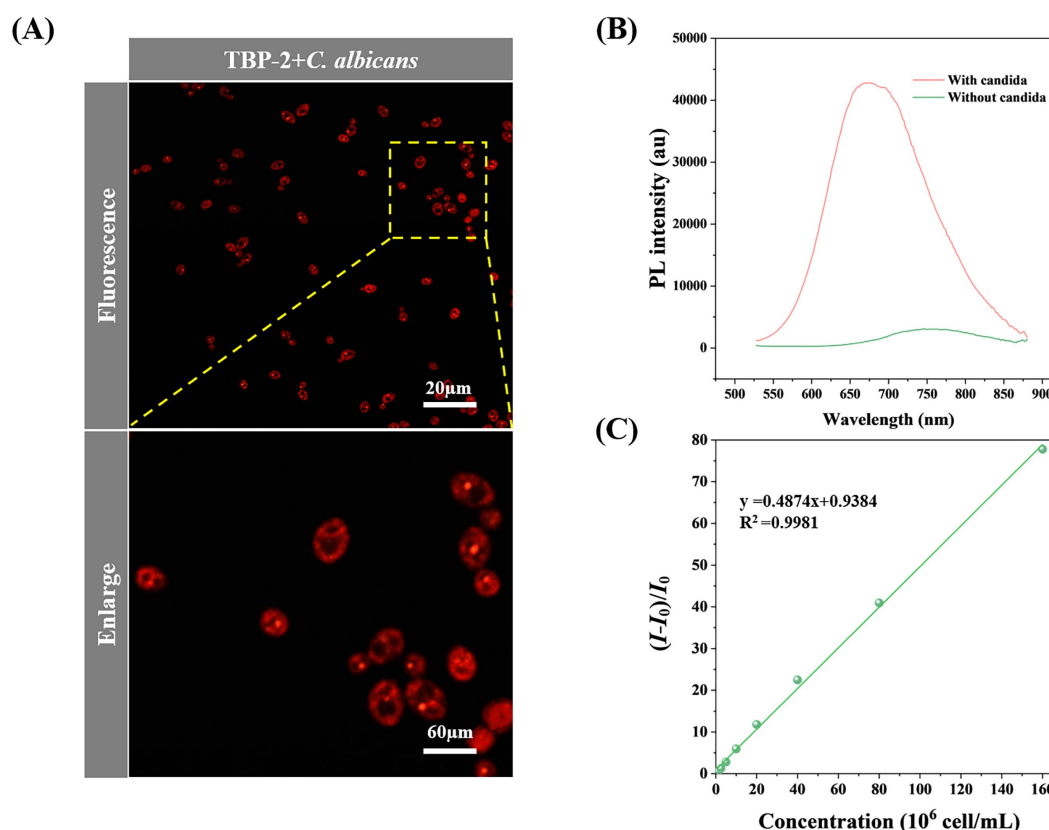 (A)
TBP-2+C. albicans
Fluorescence
20μm
Enlarge
60μm
(B)
PL intensity (au)
50000
40000
30000
20000
10000
0
With candida
Without candida
500 550 600 650 700 750 800 850 900
Wavelength (nm)
(C)
(I-I0)/I0
80
70
60
50
40
30
20
10
0
y =0.4874x+0.9384
R² =0.9981
0 20 40 60 80 100 120 140 160
Concentration (10⁶ cell/mL)